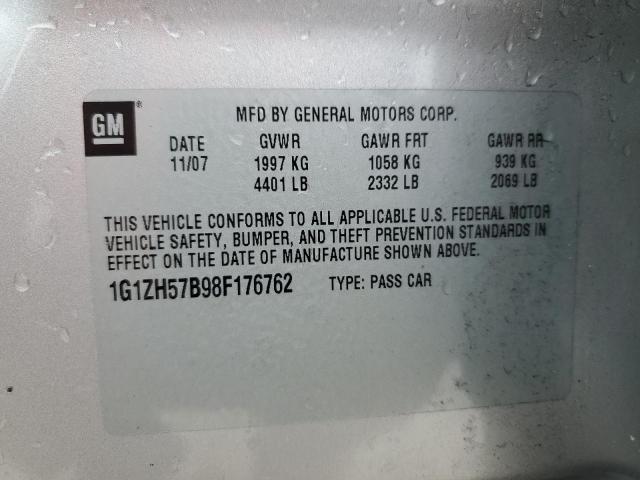 GM®
MFD BY GENERAL MOTORS CORP.
DATE GVWR GAWR FRT GAWR RR
11/07 1997 KG 1058 KG 939 KG
4401 LB 2332 LB 2069 LB
THIS VEHICLE CONFORMS TO ALL APPLICABLE U.S. FEDERAL MOTOR
VEHICLE SAFETY, BUMPER, AND THEFT PREVENTION STANDARDS IN
EFFECT ON THE DATE OF MANUFACTURE SHOWN ABOVE.
1G1ZH57B98F176762 TYPE: PASS CAR